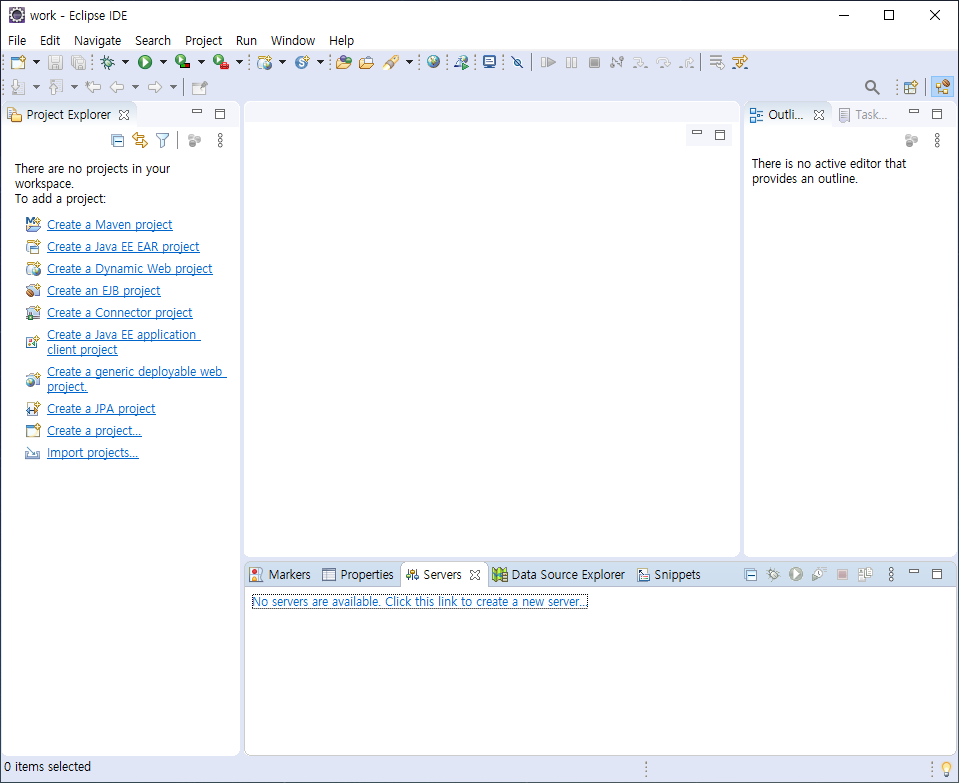 work - Eclipse IDE
File Edit Navigate Search Project Run Window Help
Project Explorer
There are no projects in your
workspace.
To add a project:
Create a Maven project
Create a Java EE EAR project
Create a Dynamic Web project
Create an EJB project
Create a Connector project
Create a Java EE application
client project
Create a generic deployable web
project.
Create a JPA project
Create a project...
Import projects...
Outli... Task...
There is no active editor that
provides an outline.
Markers Properties Servers Data Source Explorer Snippets
No servers are available. Click this link to create a new server...
0 items selected